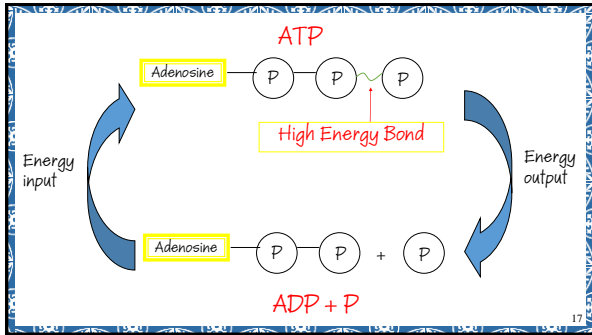 ATP
Adenosine P P P
High Energy Bond
Energy
input
Energy
output
Adenosine P P + P
ADP + P
17